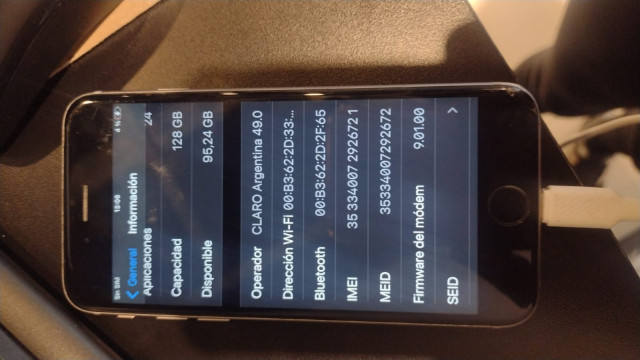 Sin SIM 13:06
General Información
Aplicaciones 24
Capacidad 128 GB
Disponible 95,24 GB
Operador CLARO Argentina 49.0
Dirección Wi-Fi 00:B3:62:2D:33:...
Bluetooth 00:B3:62:2D:2F:65
IMEI 35 334007 292672 1
MEID 35334007292672
Firmware del módem 9.01.00
SEID